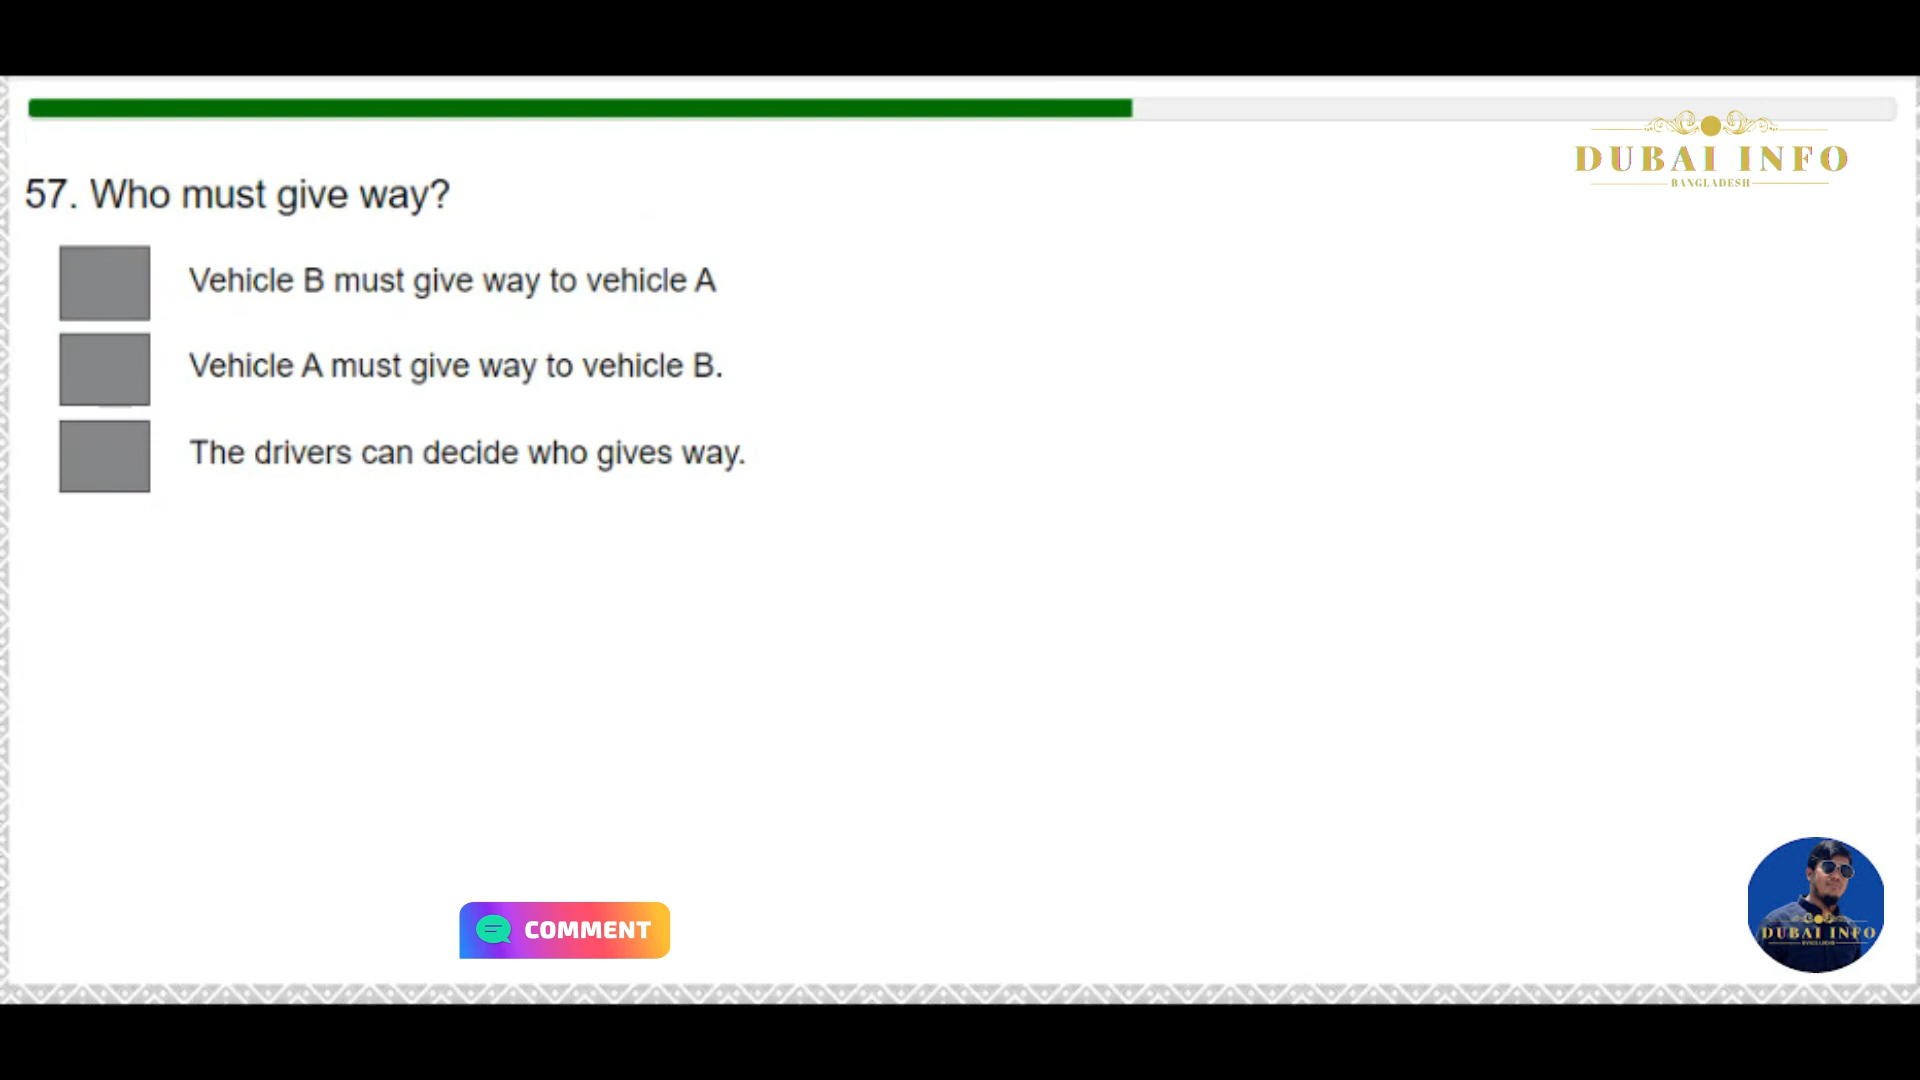 DUBAI INFO
BANGLADESH
57. Who must give way?
Vehicle B must give way to vehicle A
Vehicle A must give way to vehicle B.
The drivers can decide who gives way.
COMMENT
DUBAI INFO